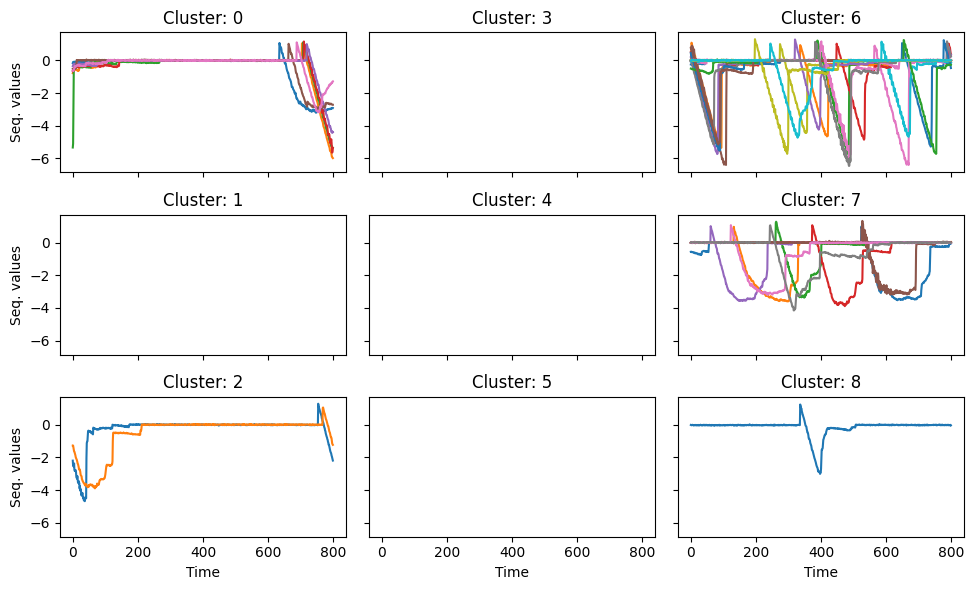 Cluster: 0 Cluster: 3 Cluster: 6
0
−2
−4
−6
Seq. values
Cluster: 1 Cluster: 4 Cluster: 7
0
−2
−4
−6
Seq. values
Cluster: 2 Cluster: 5 Cluster: 8
0
−2
−4
−6
Seq. values
0 200 400 600 800 0 200 400 600 800 0 200 400 600 800
Time Time Time